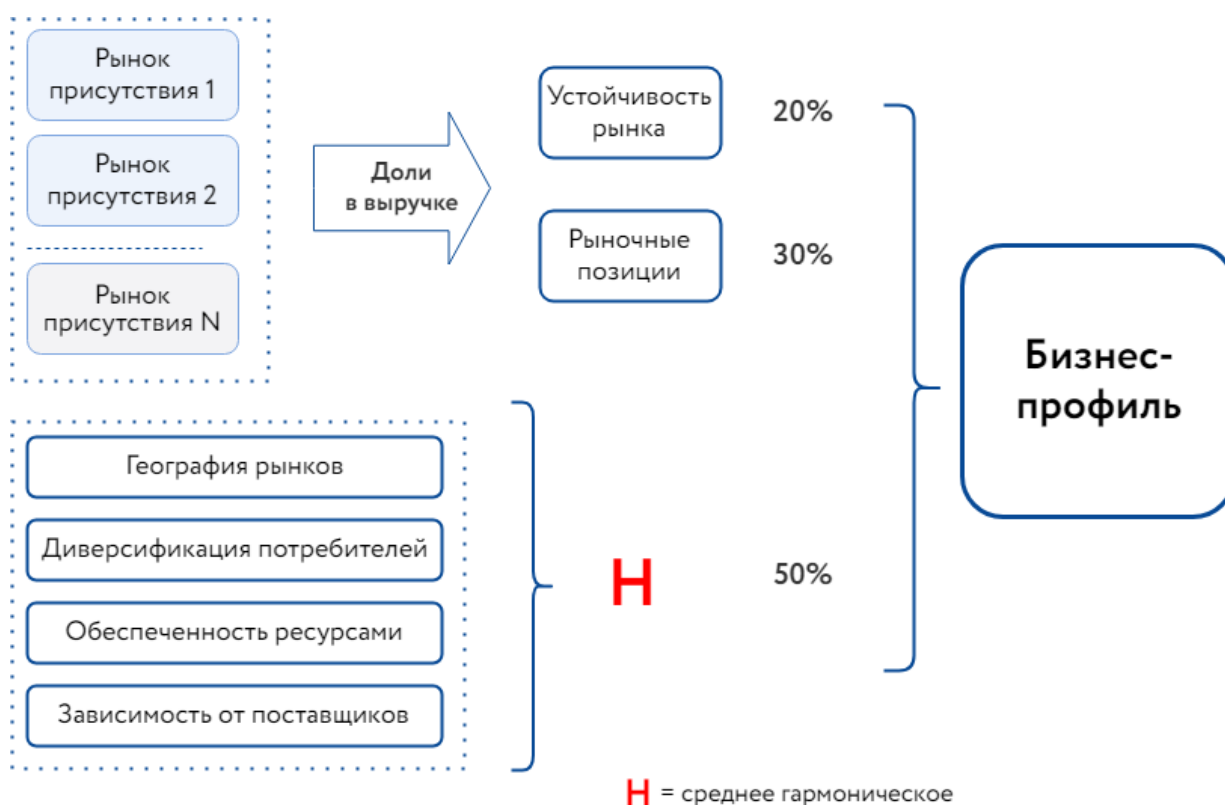 Рынок
присутствия 1
Рынок
присутствия 2
Рынок
присутствия N
Доли
в выручке
Устойчивость
рынка
20%
Рыночные
позиции
30%
Бизнес-
профиль
География рынков
Диверсификация потребителей
Обеспеченность ресурсами
Зависимость от поставщиков
H
50%
H = среднее гармоническое